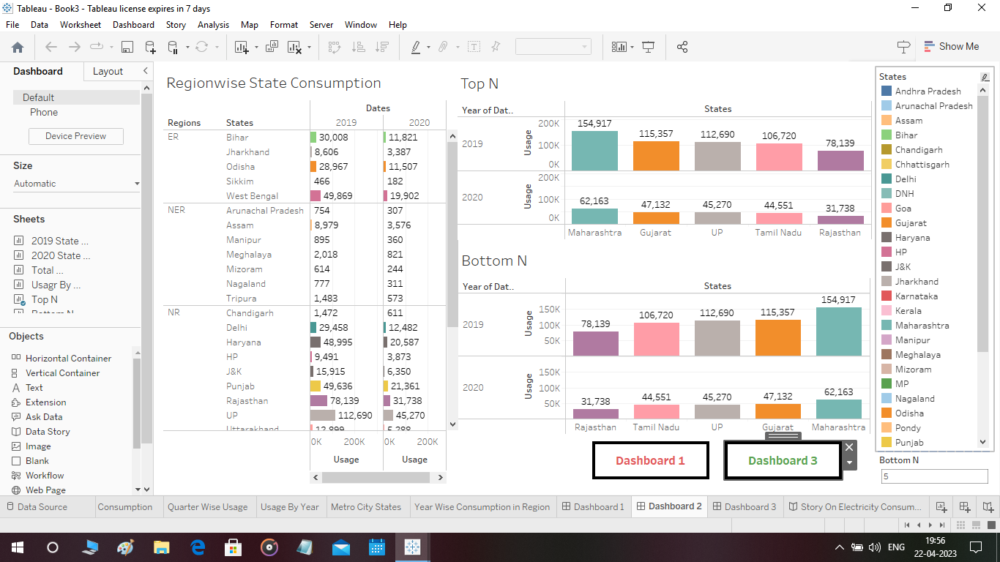 Tableau - Book3 - Tableau license expires in 7 days
File Data Worksheet Dashboard Story Analysis Map Format Server Window Help
Show Me
Dashboard Layout
Default
Phone
Device Preview
Size
Automatic
Sheets
2019 State ...
2020 State ...
Total ...
Usagr By ...
Top N
Bottom N
Objects
Horizontal Container
Vertical Container
Text
Extension
Ask Data
Data Story
Image
Blank
Workflow
Web Page
Regionwise State Consumption
Dates
Regions States 2019 2020
ER Bihar 30,008 11,821
Jharkhand 8,606 3,387
Odisha 28,967 11,507
Sikkim 466 182
West Bengal 49,869 19,902
NER Arunachal Pradesh 754 307
Assam 8,979 3,576
Manipur 895 360
Meghalaya 2,018 821
Mizoram 614 244
Nagaland 777 311
Tripura 1,483 573
NR Chandigarh 1,472 611
Delhi 29,458 12,482
Haryana 48,995 20,587
HP 9,491 3,873
J&K 15,915 6,350
Punjab 49,636 21,361
Rajasthan 78,139 31,738
UP 112,690 45,270
Uttarakhand 12,899 5,288
0K 200K 0K 200K
Usage Usage
Top N
Year of Dat.. States
2019 Usage 200K 100K 0K
154,917 115,357 112,690 106,720 78,139
2020 Usage 200K 100K 0K
62,163 47,132 45,270 44,551 31,738
Maharashtra Gujarat UP Tamil Nadu Rajasthan
Bottom N
Year of Dat.. States
2019 Usage 150K 100K 50K
78,139 106,720 112,690 115,357 154,917
2020 Usage 150K 100K 50K
31,738 44,551 45,270 47,132 62,163
Rajasthan Tamil Nadu UP Gujarat Maharashtra
Dashboard 1 Dashboard 3
States
Andhra Pradesh
Arunachal Pradesh
Assam
Bihar
Chandigarh
Chhattisgarh
Delhi
DNH
Goa
Gujarat
Haryana
HP
J&K
Jharkhand
Karnataka
Kerala
Maharashtra
Manipur
Meghalaya
Mizoram
MP
Nagaland
Odisha
Pondy
Punjab
Bottom N
5
Data Source Consumption Quarter Wise Usage Usage By Year Metro City States Year Wise Consumption in Region Dashboard 1 Dashboard 2 Dashboard 3 Story On Electricity Consum...
ENG
19:56
22-04-2023